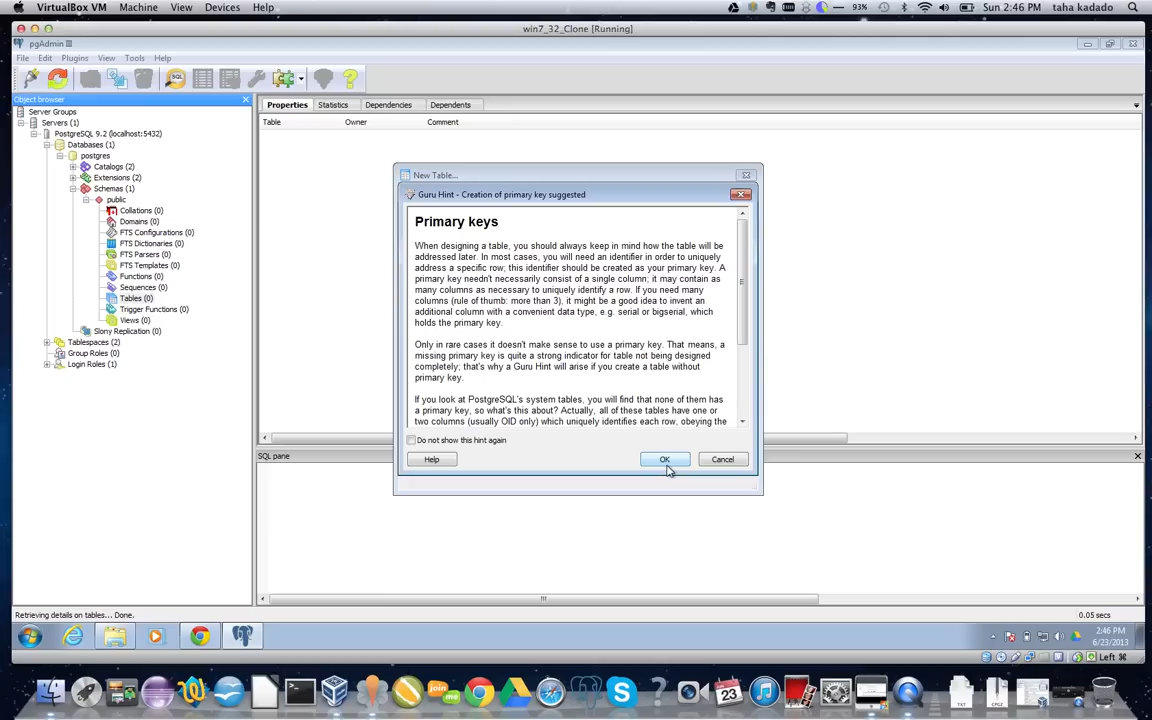 VirtualBox VM Machine View Devices Help 93% Sun 2:46 PM taha kadado
win7_32_Clone [Running]
pgAdmin III
File Edit Plugins View Tools Help
SQL
Object browser
Server Groups
Servers (1)
PostgreSQL 9.2 (localhost:5432)
Databases (1)
postgres
Catalogs (2)
Extensions (2)
Schemas (1)
public
Collations (0)
Domains (0)
FTS Configurations (0)
FTS Dictionaries (0)
FTS Parsers (0)
FTS Templates (0)
Functions (0)
Sequences (0)
Tables (0)
Trigger Functions (0)
Views (0)
Slony Replication (0)
Tablespaces (2)
Group Roles (0)
Login Roles (1)
Properties Statistics Dependencies Dependents
Table Owner Comment
New Table...
Guru Hint - Creation of primary key suggested
Primary keys
When designing a table, you should always keep in mind how the table will be
addressed later. In most cases, you will need an identifier in order to uniquely
address a specific row; this identifier should be created as your primary key. A
primary key needn't necessarily consist of a single column; it may contain as
many columns as necessary to uniquely identify a row. If you need many
columns (rule of thumb: more than 3), it might be a good idea to invent an
additional column with a convenient data type, e.g. serial or bigserial, which
holds the primary key.
Only in rare cases it doesn't make sense to use a primary key. That means, a
missing primary key is quite a strong indicator for table not being designed
completely; that's why a Guru Hint will arise if you create a table without
primary key.
If you look at PostgreSQL's system tables, you will find that none of them has
a primary key, so what's this about? Actually, all of these tables have one or
two columns (usually OID only) which uniquely identifies each row, obeying the
Do not show this hint again
Help OK Cancel
SQL pane
Retrieving details on tables... Done. 0.05 secs
2:46 PM
6/23/2013
Left ⌘
join me
23
TXT
CPGZ